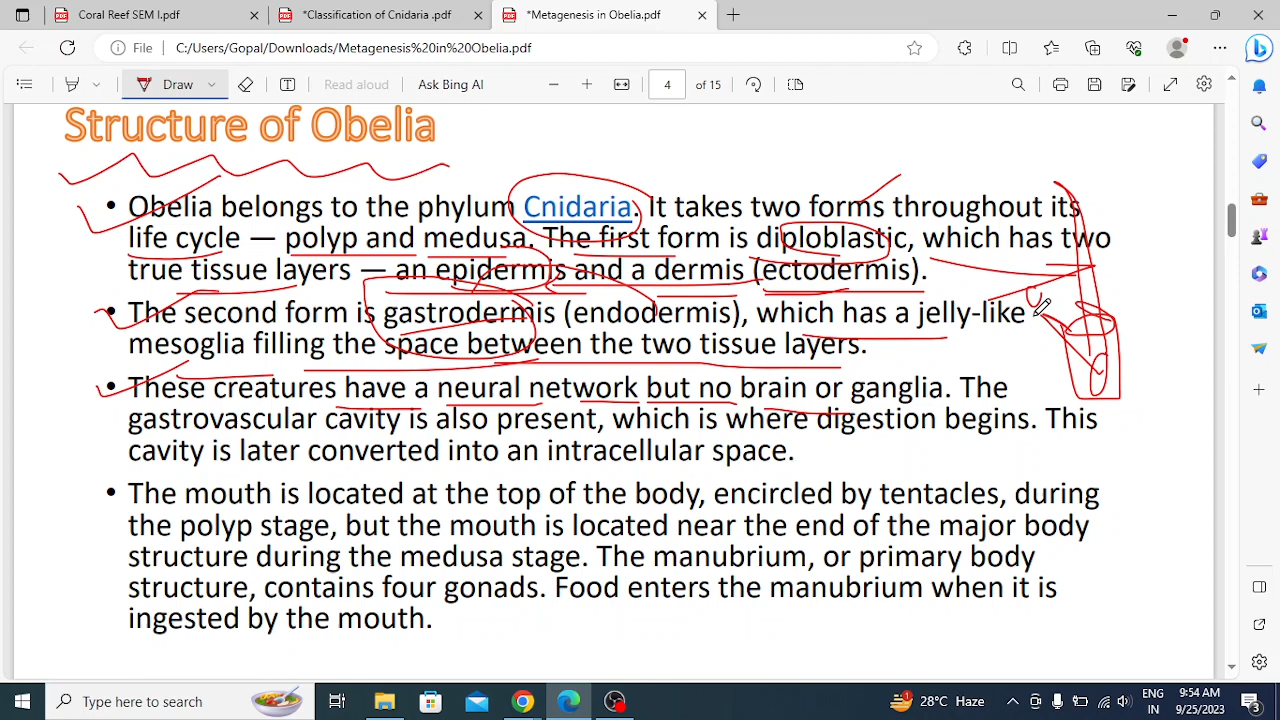 Coral Reef SEM I.pdf
*Classification of Cnidaria .pdf
*Metagenesis in Obelia.pdf
File
C:/Users/Gopal/Downloads/Metagenesis%20in%20Obelia.pdf
Draw
Read aloud
Ask Bing AI
4 of 15
Structure of Obelia
• Obelia belongs to the phylum Cnidaria. It takes two forms throughout its
life cycle — polyp and medusa. The first form is diploblastic, which has two
true tissue layers — an epidermis and a dermis (ectodermis).
• The second form is gastrodermis (endodermis), which has a jelly-like
mesoglia filling the space between the two tissue layers.
• These creatures have a neural network but no brain or ganglia. The
gastrovascular cavity is also present, which is where digestion begins. This
cavity is later converted into an intracellular space.
• The mouth is located at the top of the body, encircled by tentacles, during
the polyp stage, but the mouth is located near the end of the major body
structure during the medusa stage. The manubrium, or primary body
structure, contains four gonads. Food enters the manubrium when it is
ingested by the mouth.
Type here to search
28°C Haze
ENG
IN
9:54 AM
9/25/2023
1
3